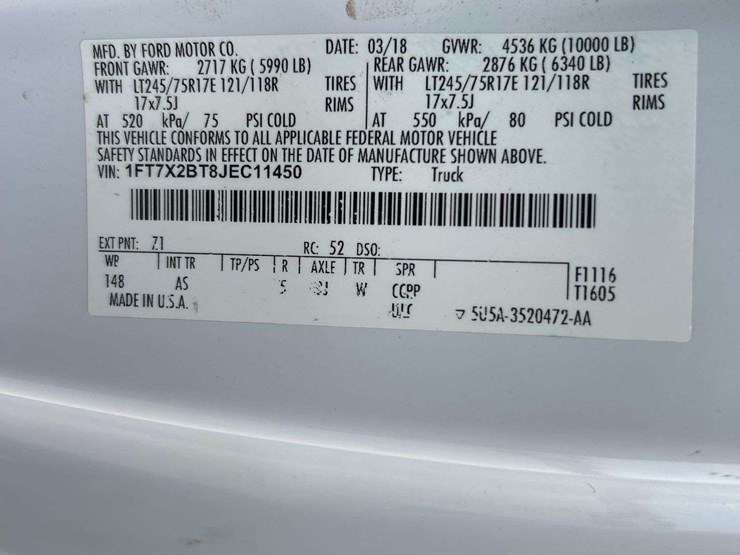 MFD. BY FORD MOTOR CO. DATE: 03/18 GVWR: 4536 KG (10000 LB)
FRONT GAWR: 2717 KG ( 5990 LB) REAR GAWR: 2876 KG ( 6340 LB)
WITH LT245/75R17E 121/118R TIRES WITH LT245/75R17E 121/118R TIRES
17x7.5J RIMS 17x7.5J RIMS
AT 520 kPa/ 75 PSI COLD AT 550 kPa/ 80 PSI COLD
THIS VEHICLE CONFORMS TO ALL APPLICABLE FEDERAL MOTOR VEHICLE
SAFETY STANDARDS IN EFFECT ON THE DATE OF MANUFACTURE SHOWN ABOVE.
VIN: 1FT7X2BT8JEC11450 TYPE: Truck
EXT PNT: Z1 RC: 52 DSO:
WB INT TR TP/PS R AXLE TR SPR F1116
148 AS 5 W CCPP T1605
MADE IN U.S.A. 5U5A-3520472-AA